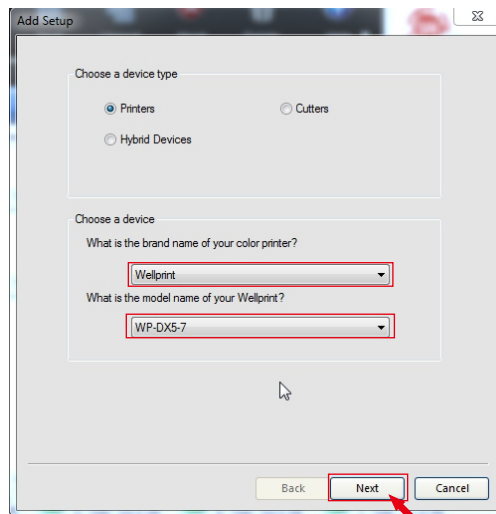 Add Setup
Choose a device type
Printers
Cutters
Hybrid Devices
Choose a device
What is the brand name of your color printer?
Wellprint
What is the model name of your Wellprint?
WP-DX5-7
Back
Next
Cancel